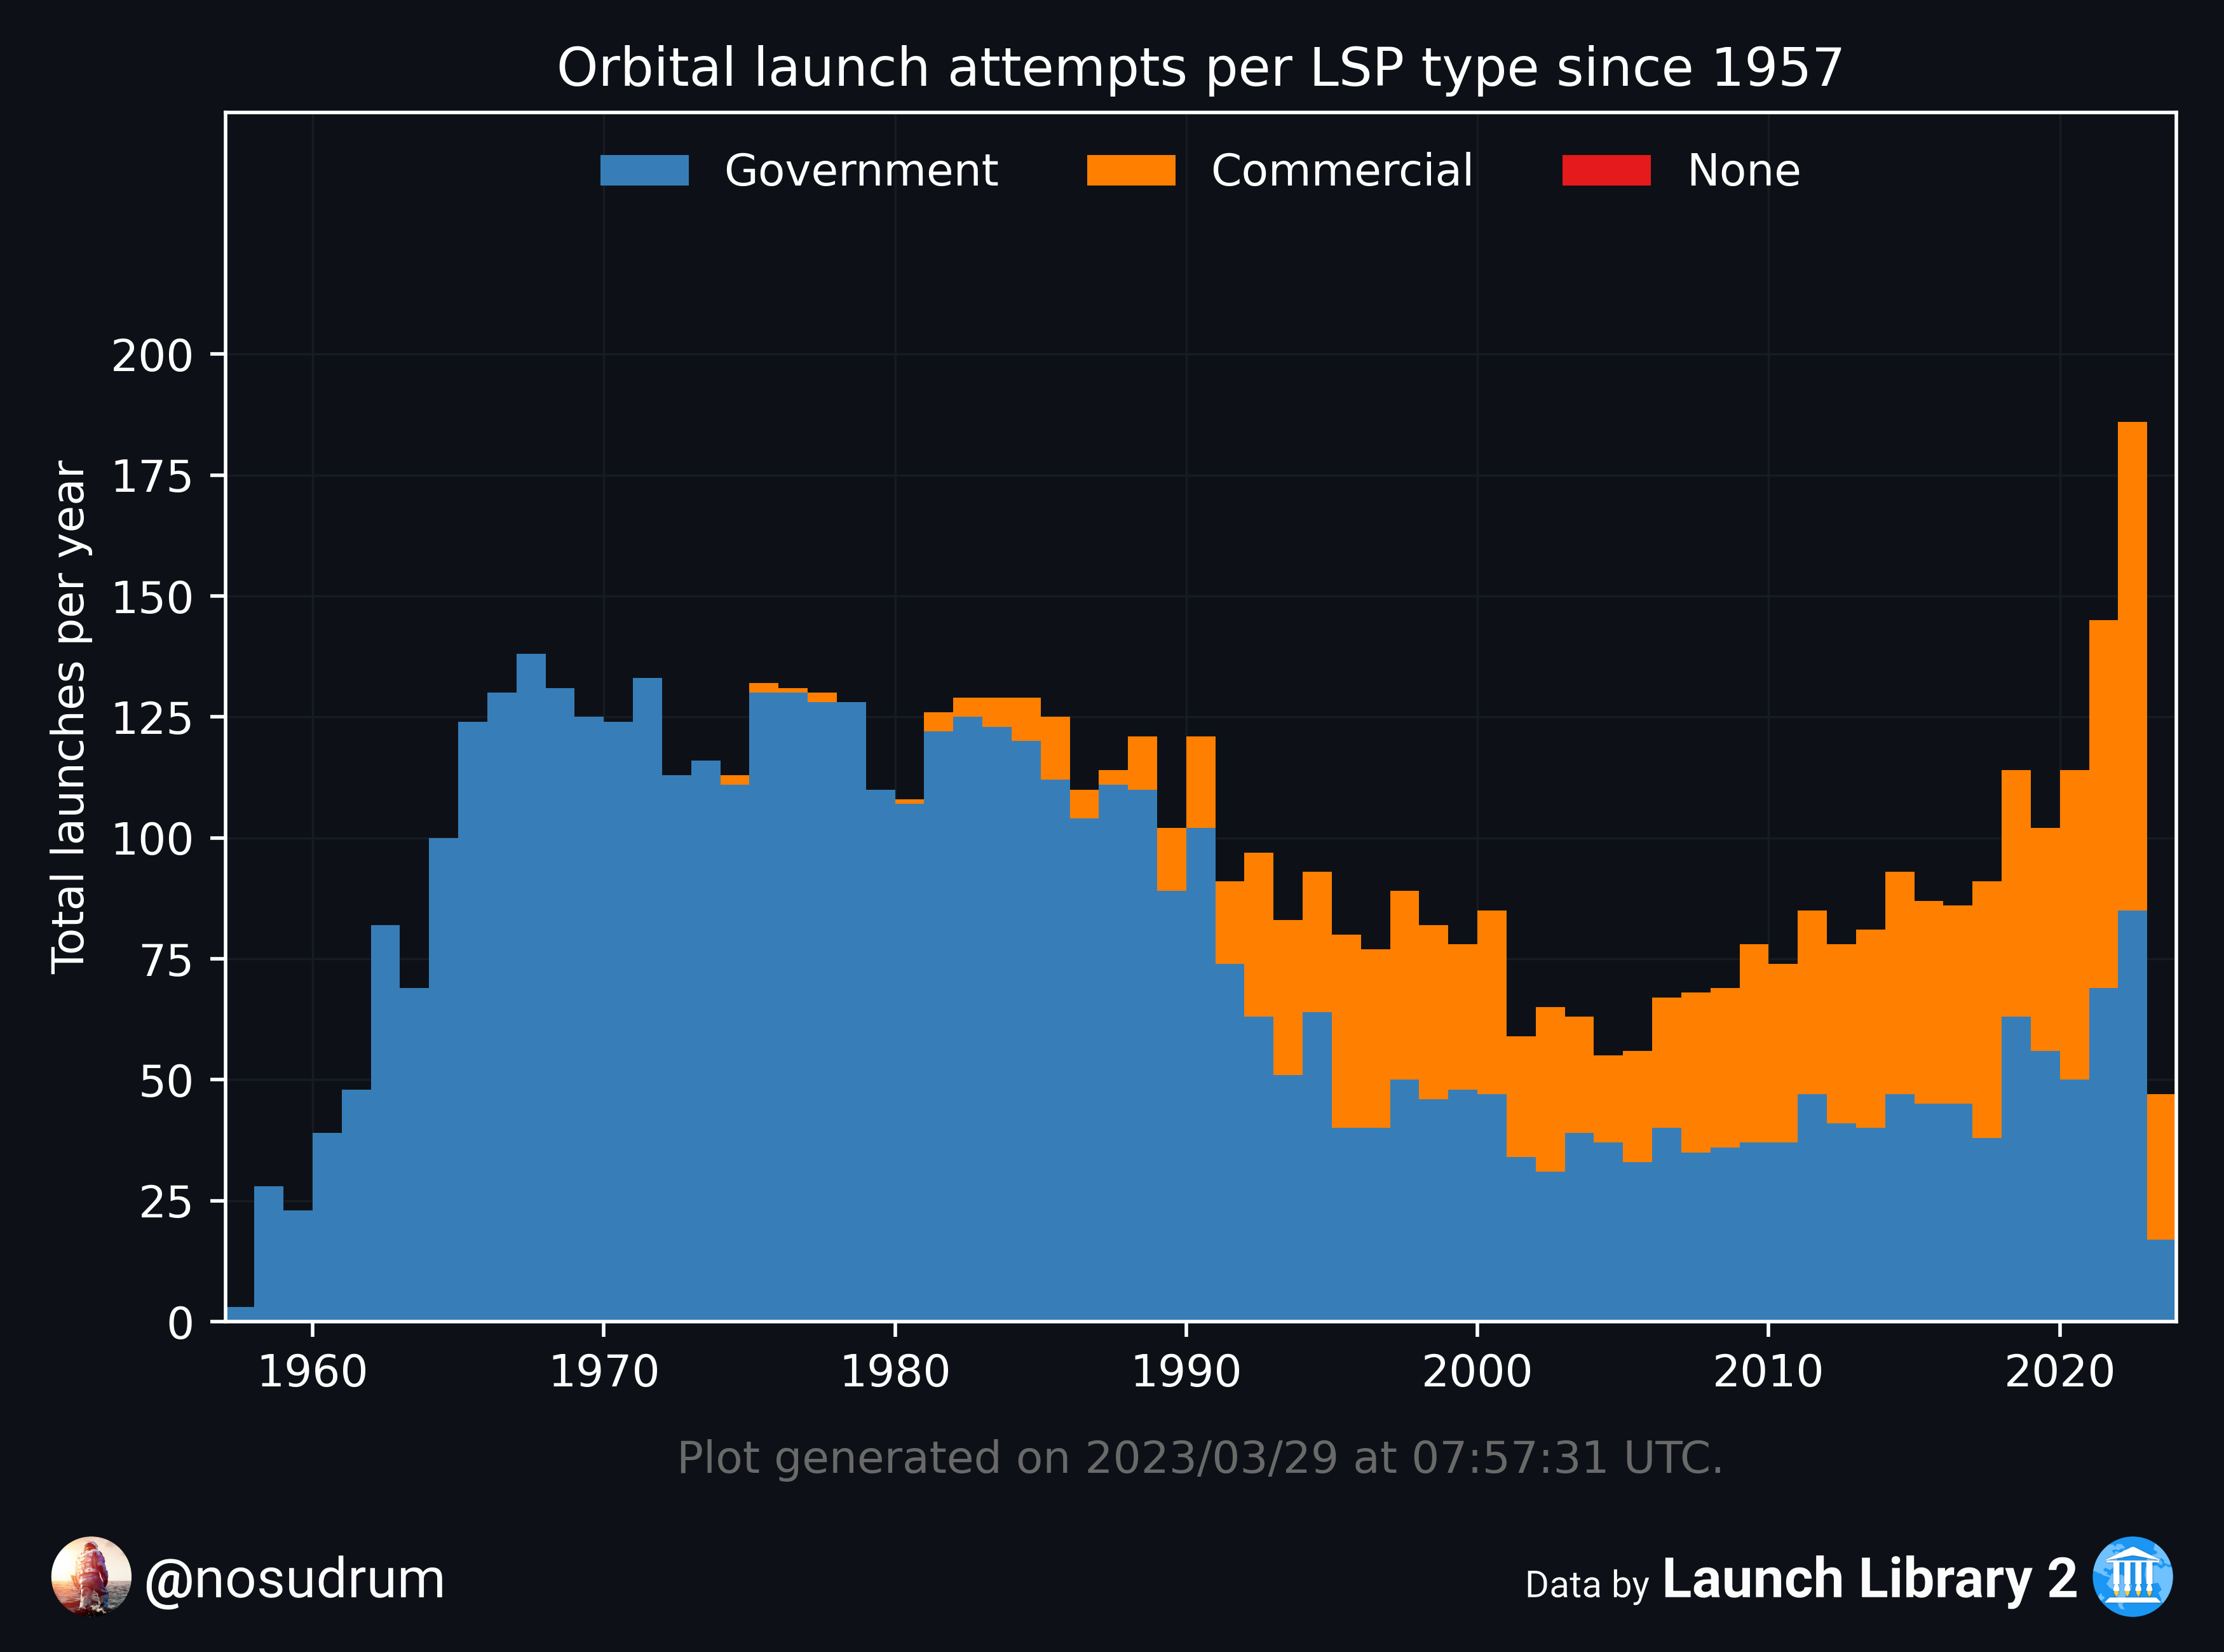 Orbital launch attempts per LSP type since 1957
Government Commercial None
Total launches per year
200
175
150
125
100
75
50
25
0
1960 1970 1980 1990 2000 2010 2020
Plot generated on 2023/03/29 at 07:57:31 UTC.
@nosudrum
Data by Launch Library 2